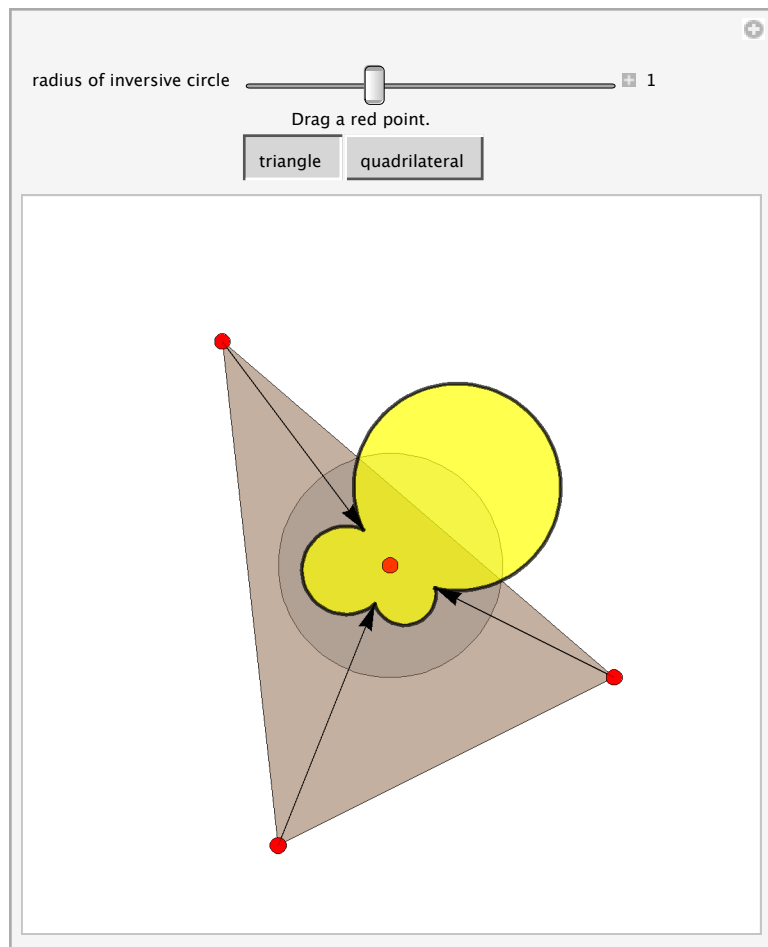 radius of inversive circle 1
Drag a red point.
triangle quadrilateral